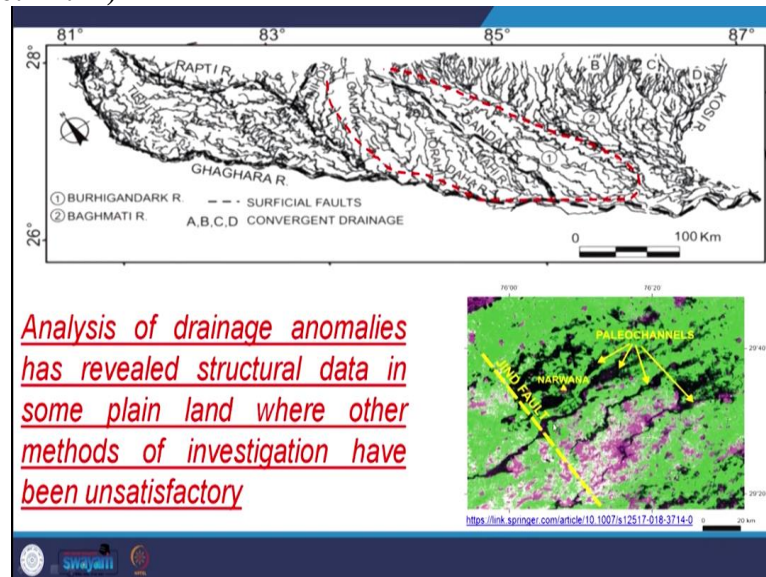 81° 83° 85° 87°
28°
RAPTI R.
B C D
KOSI R.
②
GANDAK
①
GHAGHARA R.
① BURHIGANDARK R.
② BAGHMATI R.
--- SURFICIAL FAULTS
A,B,C,D CONVERGENT DRAINAGE
26°
0 100 Km
Analysis of drainage anomalies
has revealed structural data in
some plain land where other
methods of investigation have
been unsatisfactory
76°00' 76°20'
PALEOCHANNELS
29°40'
JIND FAULT
NARWANA
29°20'
https://link.springer.com/article/10.1007/s12517-018-3714-0
0 20 km
swayam